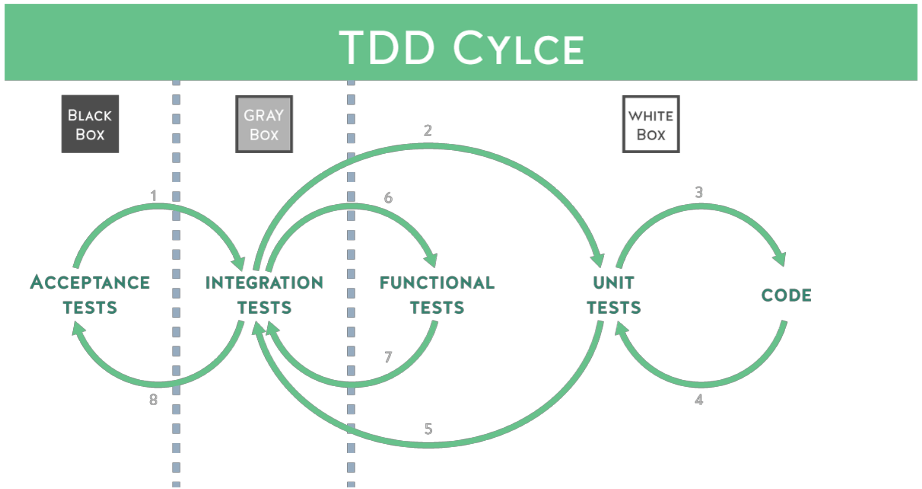 TDD CYLCE
BLACK
BOX
GRAY
BOX
WHITE
BOX
2
1
6
3
ACCEPTANCE
TESTS
INTEGRATION
TESTS
FUNCTIONAL
TESTS
UNIT
TESTS
CODE
7
8
5
4